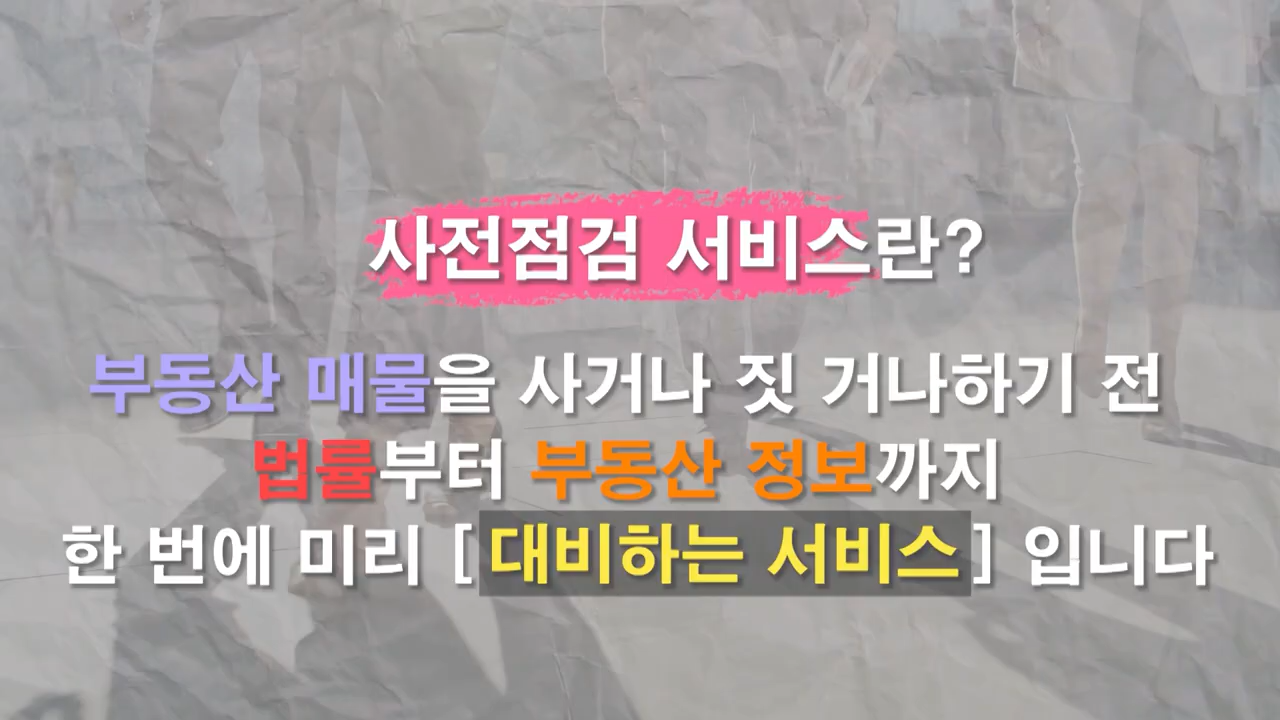 사전점검 서비스란?
부동산 매물을 사거나 짓 거나하기 전
법률부터 부동산 정보까지
한 번에 미리 [대비하는 서비스] 입니다